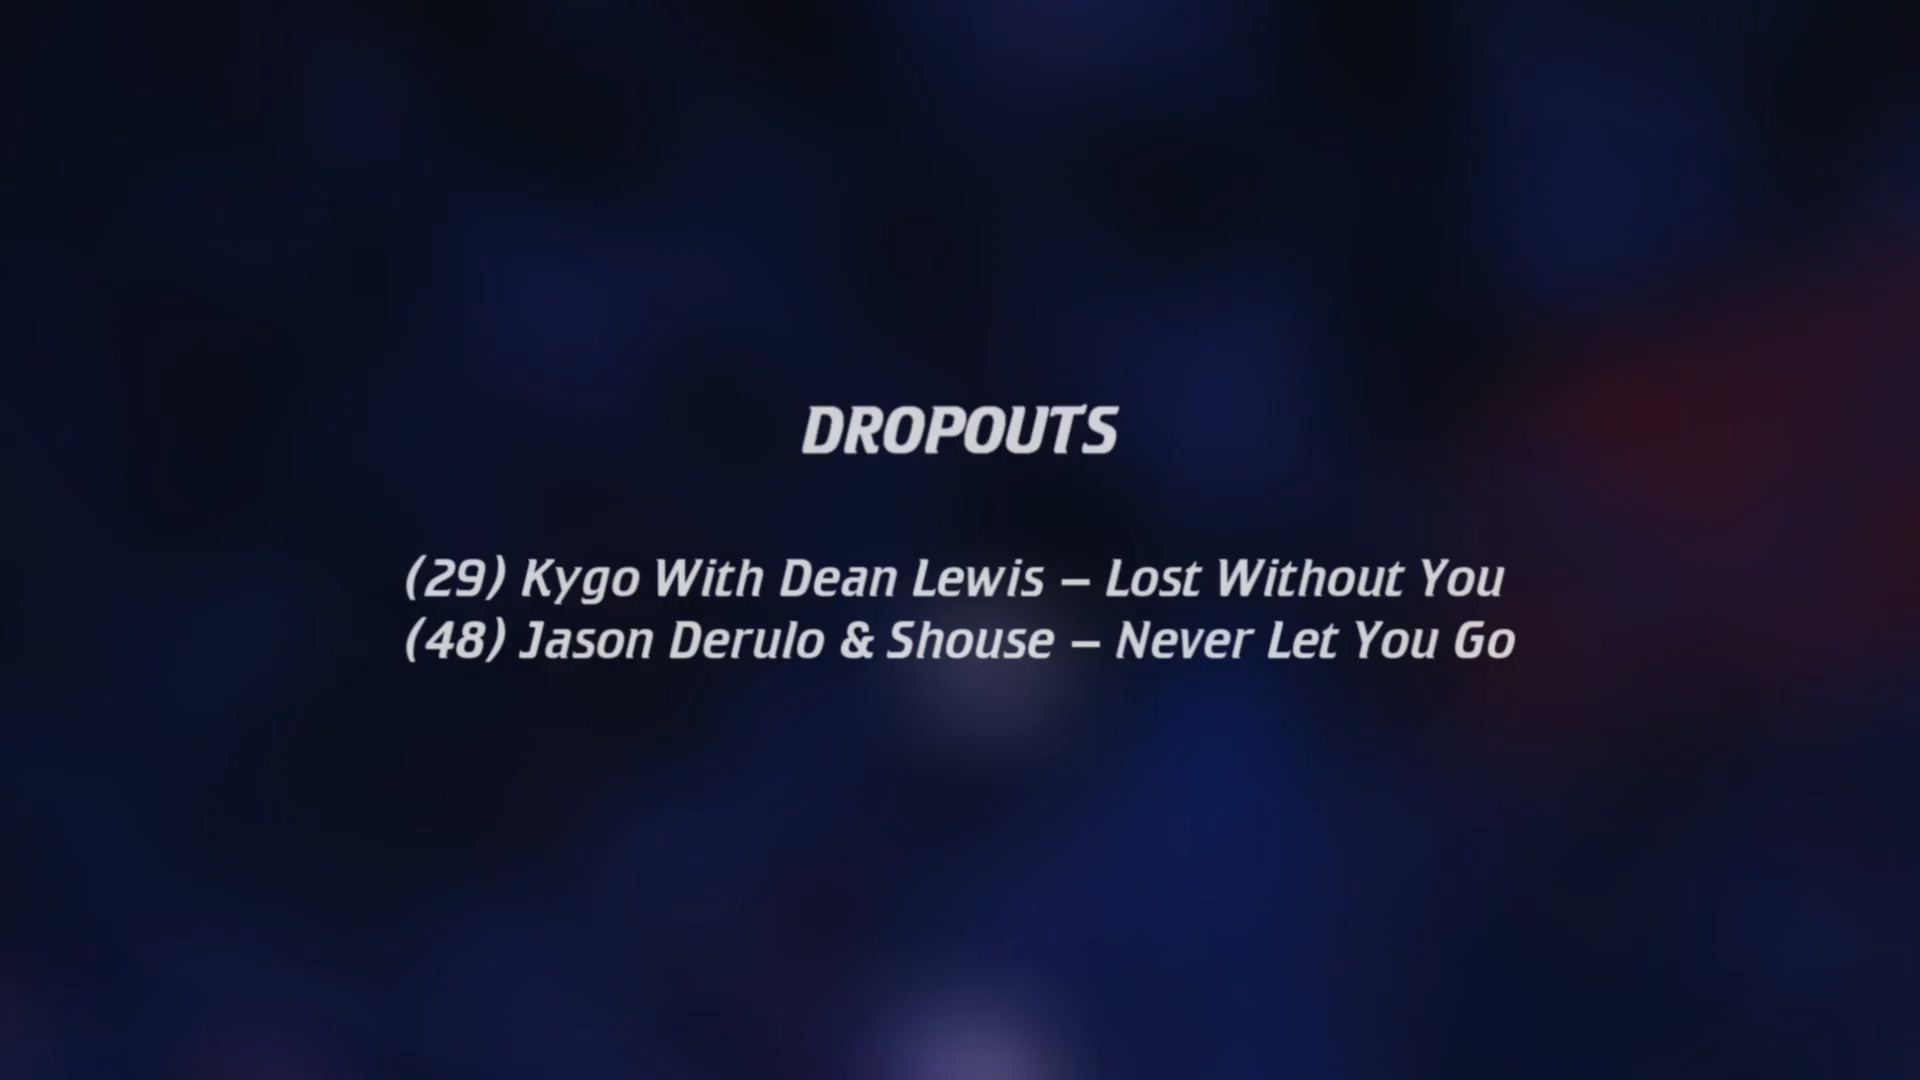 DROPOUTS
(29) Kygo With Dean Lewis – Lost Without You
(48) Jason Derulo & Shouse – Never Let You Go